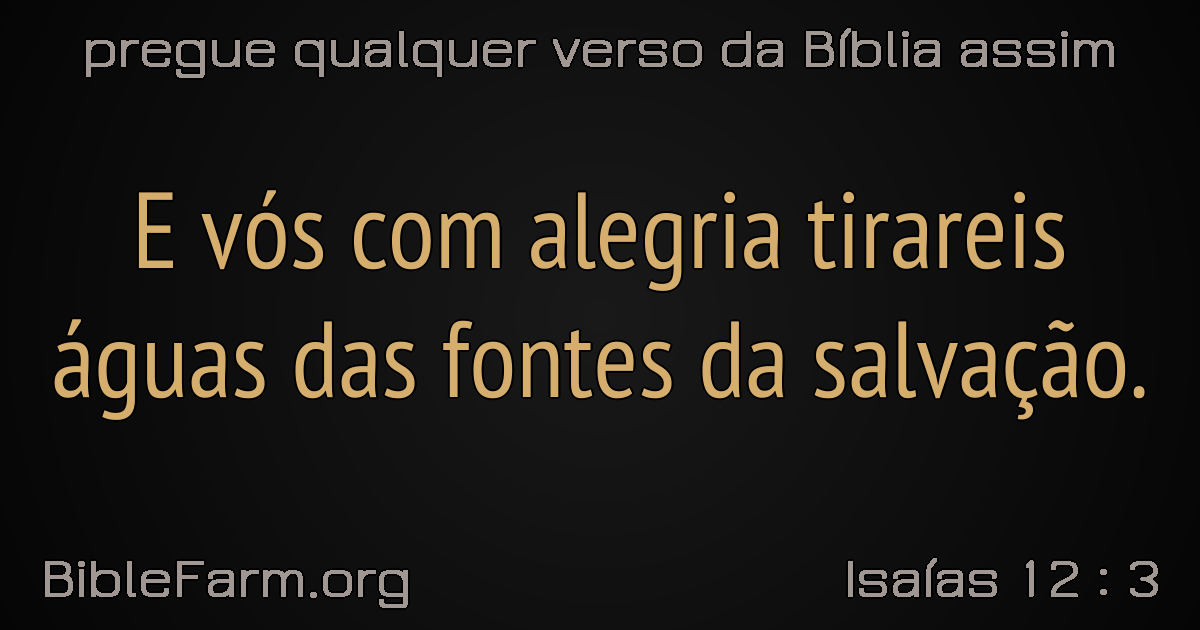 pregue qualquer verso da Bíblia assim
E vós com alegria tirareis
águas das fontes da salvação.
BibleFarm.org
Isaías 12 : 3